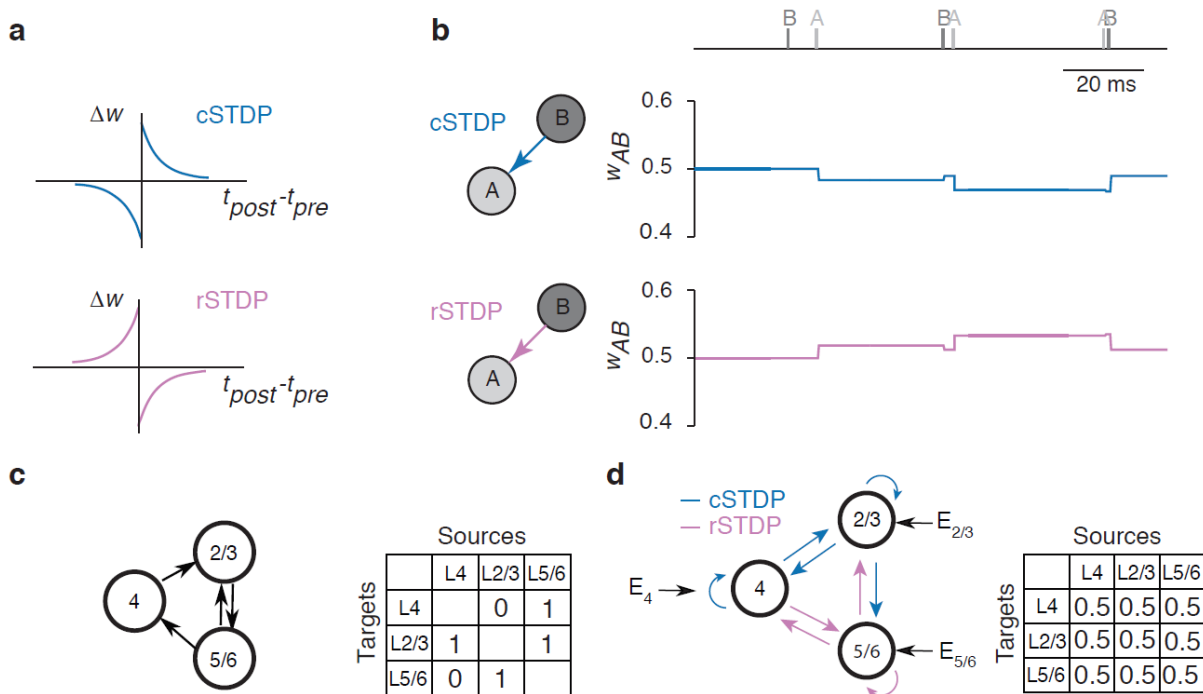 a
Δw
cSTDP
t_post-t_pre
Δw
rSTDP
t_post-t_pre
b
B A B A A B
20 ms
cSTDP
B
A
w_AB
0.6
0.5
0.4
rSTDP
B
A
w_AB
0.6
0.5
0.4
c
2/3
4
5/6
Sources
Targets
L4 L2/3 L5/6
L4 0 1
L2/3 1 1
L5/6 0 1
d
cSTDP
rSTDP
2/3
E_2/3
E_4
4
5/6
E_5/6
Sources
Targets
L4 L2/3 L5/6
L4 0.5 0.5 0.5
L2/3 0.5 0.5 0.5
L5/6 0.5 0.5 0.5